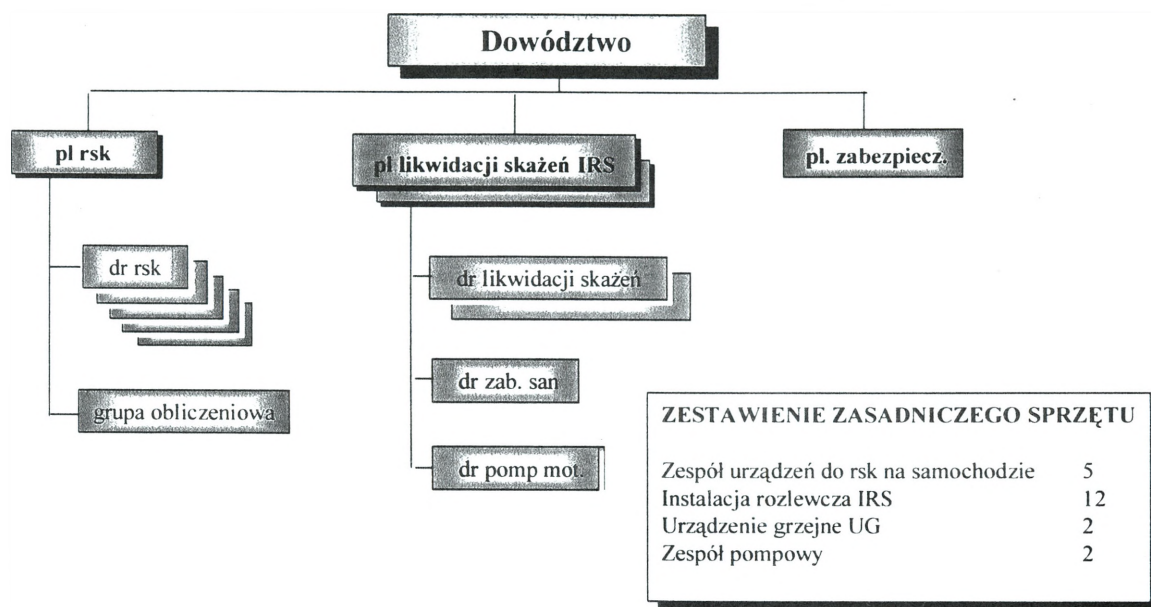 Dowództwo
pl rsk
pł likwidacji skażeń IRS
pl. zabezpiecz.
dr rsk
grupa obliczeniowa
dr likwidacji skażeń
dr zab. san
dr pomp mot.
ZESTAWIENIE ZASADNICZEGO SPRZĘTU
Zespół urządzeń do rsk na samochodzie 5
Instalacja rozlewcza IRS 12
Urządzenie grzejne UG 2
Zespół pompowy 2